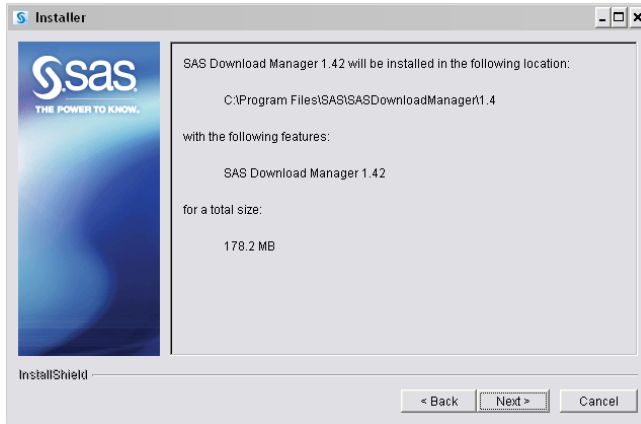 Installer
sas
THE POWER TO KNOW.
SAS Download Manager 1.42 will be installed in the following location:
C:\Program Files\SAS\SASDownloadManager\1.4
with the following features:
SAS Download Manager 1.42
for a total size:
178.2 MB
InstallShield
< Back
Next >
Cancel